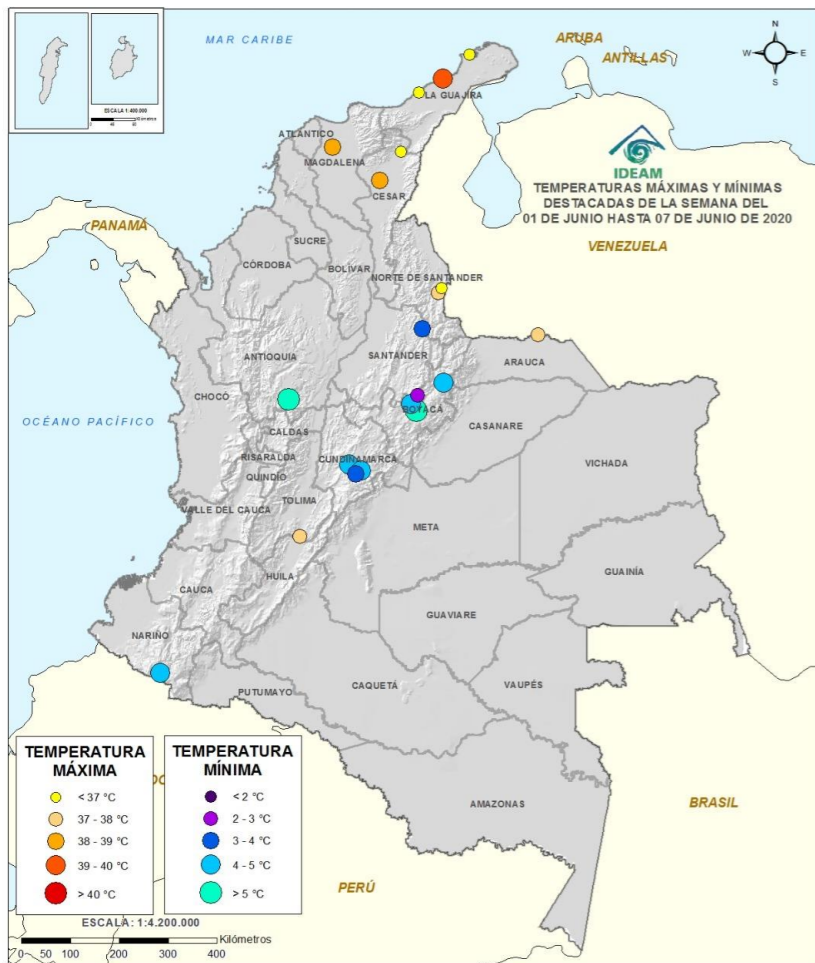 MAR CARIBE
ARUBA
ANTILLAS
N
W
E
S
ESCALA 1:400.000
Kilómetros
LA GUAJIRA
ATLÁNTICO
MAGDALENA
CESAR
IDEAM
TEMPERATURAS MÁXIMAS Y MÍNIMAS
DESTACADAS DE LA SEMANA DEL
01 DE JUNIO HASTA 07 DE JUNIO DE 2020
PANAMÁ
VENEZUELA
SUCRE
CÓRDOBA
BOLÍVAR
NORTE DE SANTANDER
ANTIOQUIA
SANTANDER
ARAUCA
CHOCÓ
BOYACÁ
OCÉANO PACÍFICO
CASANARE
CALDAS
CUNDINAMARCA
RISARALDA
VICHADA
QUINDÍO
TOLIMA
VALLE DEL CAUCA
META
GUAINÍA
HUILA
CAUCA
GUAVIARE
NARIÑO
CAQUETÁ
VAUPÉS
PUTUMAYO
TEMPERATURA
MÁXIMA
< 37 °C
37 - 38 °C
38 - 39 °C
39 - 40 °C
> 40 °C
TEMPERATURA
MÍNIMA
< 2 °C
2 - 3 °C
3 - 4 °C
4 - 5 °C
> 5 °C
AMAZONAS
BRASIL
PERÚ
ESCALA: 1:4.200.000
Kilómetros
0 50 100 200 300 400